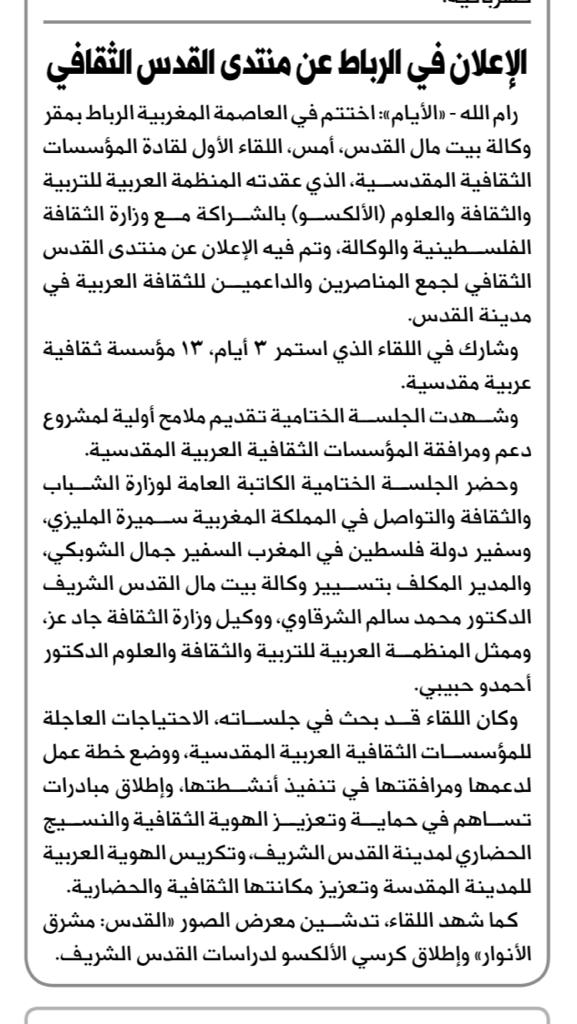 الإعلان في الرباط عن منتدى القدس الثقافي
رام الله - «الأيام»: اختتم في العاصمة المغربية الرباط بمقر
وكالة بيت مال القدس، أمس، اللقاء الأول لقادة المؤسسات
الثقافية المقدسية، الذي عقدته المنظمة العربية للتربية
والثقافة والعلوم (الألكسو) بالشراكة مع وزارة الثقافة
الفلسطينية والوكالة، وتم فيه الإعلان عن منتدى القدس
الثقافي لجمع المناصرين والداعمين للثقافة العربية في
مدينة القدس.
وشارك في اللقاء الذي استمر ٣ أيام، ١٣ مؤسسة ثقافية
عربية مقدسية.
وشهدت الجلسة الختامية تقديم ملامح أولية لمشروع
دعم ومرافقة المؤسسات الثقافية العربية المقدسية.
وحضر الجلسة الختامية الكاتبة العامة لوزارة الشباب
والثقافة والتواصل في المملكة المغربية سميرة المليزي،
وسفير دولة فلسطين في المغرب السفير جمال الشوبكي،
والمدير المكلف بتسيير وكالة بيت مال القدس الشريف
الدكتور محمد سالم الشرقاوي، ووكيل وزارة الثقافة جاد عز،
وممثل المنظمة العربية للتربية والثقافة والعلوم الدكتور
أحمدو حبيبي.
وكان اللقاء قد بحث في جلساته، الاحتياجات العاجلة
للمؤسسات الثقافية العربية المقدسية، ووضع خطة عمل
لدعمها ومرافقتها في تنفيذ أنشطتها، وإطلاق مبادرات
تساهم في حماية وتعزيز الهوية الثقافية والنسيج
الحضاري لمدينة القدس الشريف، وتكريس الهوية العربية
للمدينة المقدسة وتعزيز مكانتها الثقافية والحضارية.
كما شهد اللقاء، تدشين معرض الصور «القدس: مشرق
الأنوار» وإطلاق كرسي الألكسو لدراسات القدس الشريف.